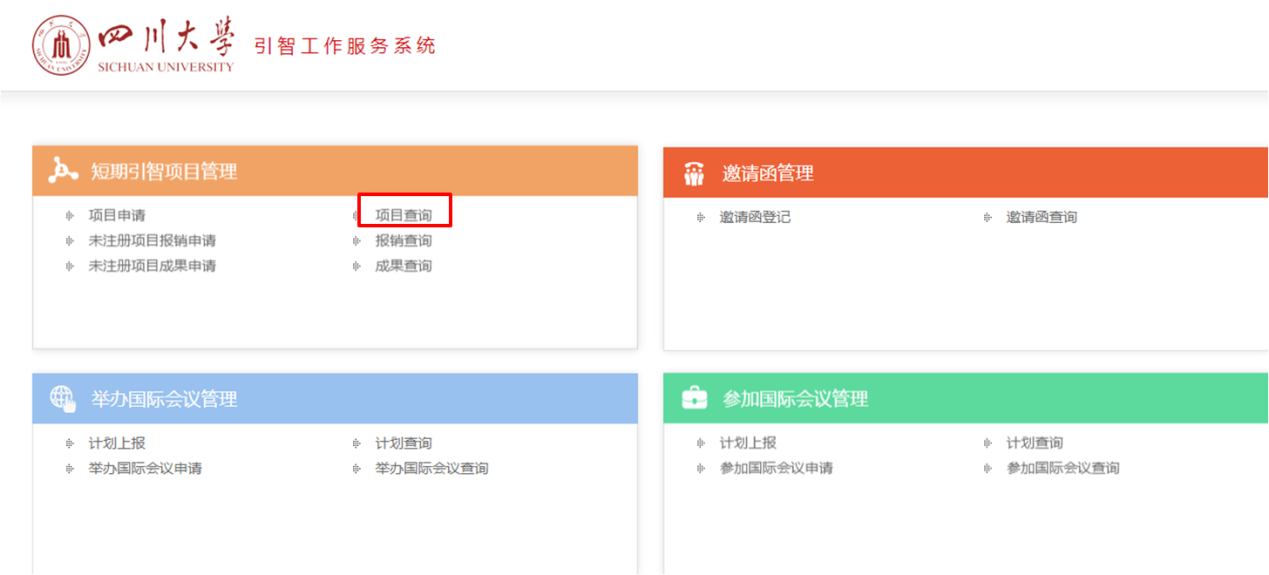 四川大學
SICHUAN UNIVERSITY
引智工作服务系统
短期引智项目管理
项目申请
项目查询
未注册项目报销申请
报销查询
未注册项目成果申请
成果查询
邀请函管理
邀请函登记
邀请函查询
举办国际会议管理
计划上报
计划查询
举办国际会议申请
举办国际会议查询
参加国际会议管理
计划上报
计划查询
参加国际会议申请
参加国际会议查询